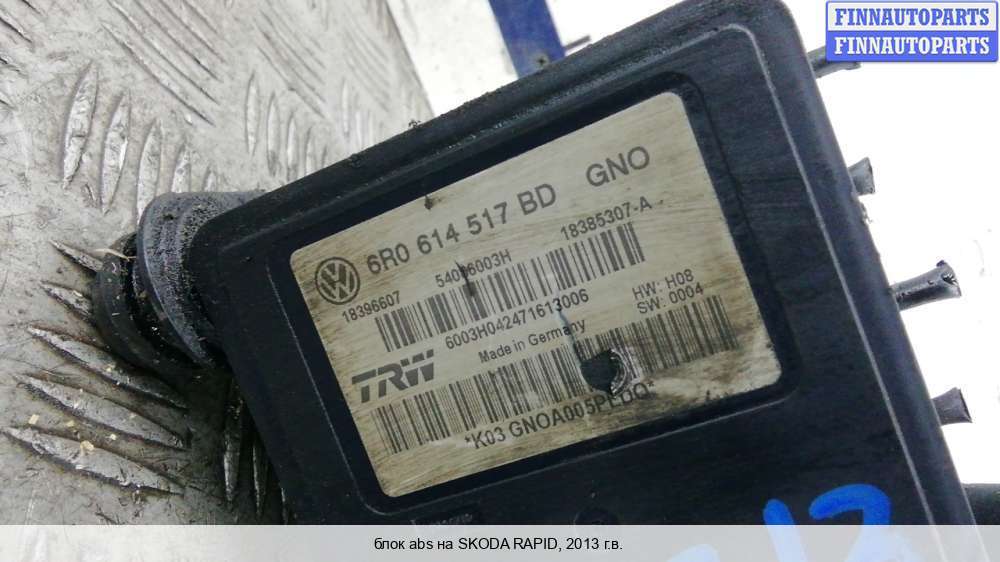 FINNAUTOPARTS
FINNAUTOPARTS
6R0 614 517 BD GNO
18396607 54086003H 18385307-A
6003H042471613006
HW: H08
SW: 0004
TRW Made in Germany
блок abs на SKODA RAPID, 2013 г.в.